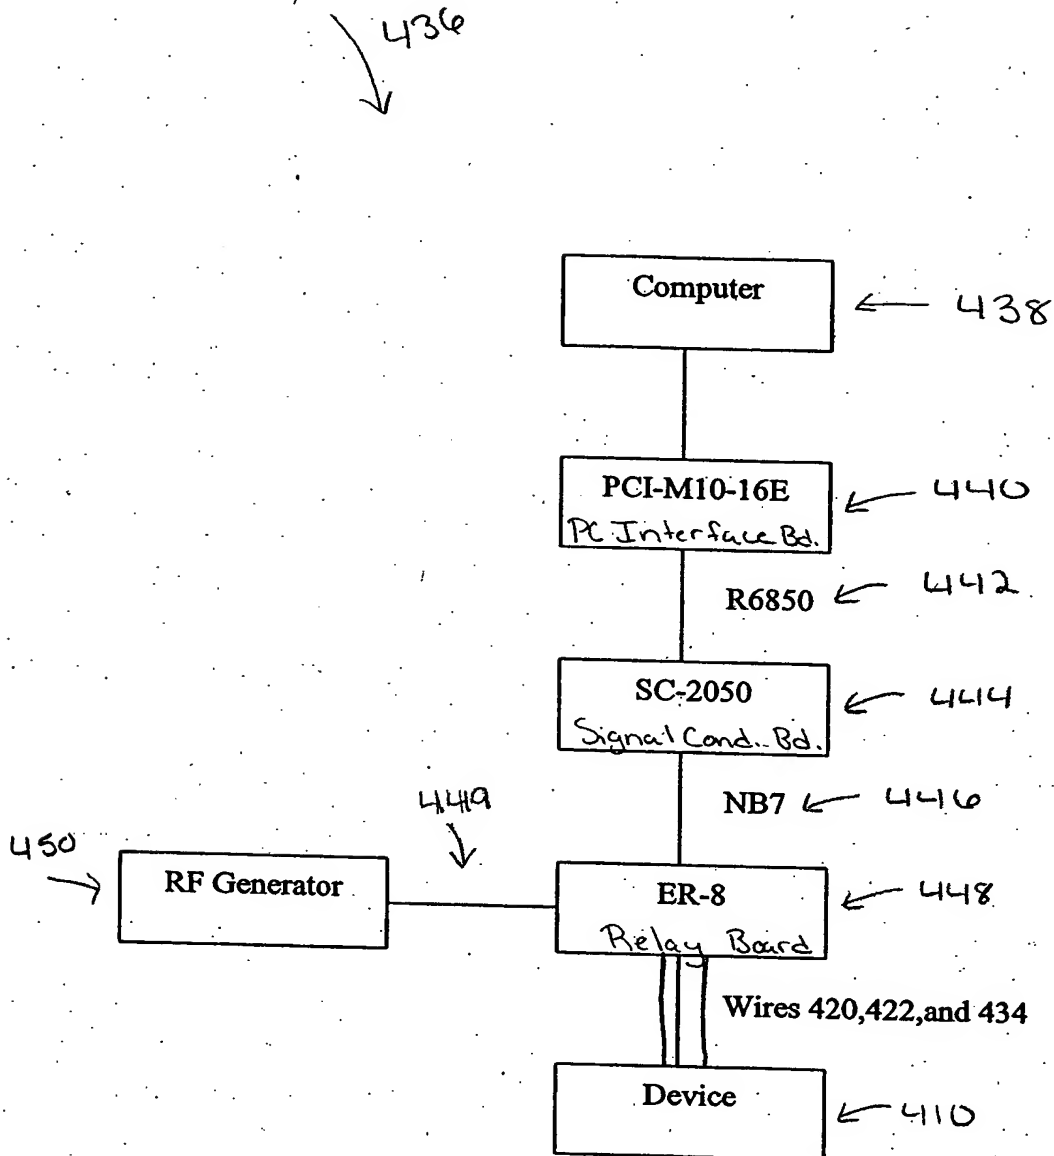 436
Computer
438
PCI-M10-16E
440
PC Interface Bd.
R6850
442
SC-2050
444
Signal Cond. Bd.
NB7
446
449
450
RF Generator
ER-8
448
Relay Board
Wires 420,422,and 434
Device
410